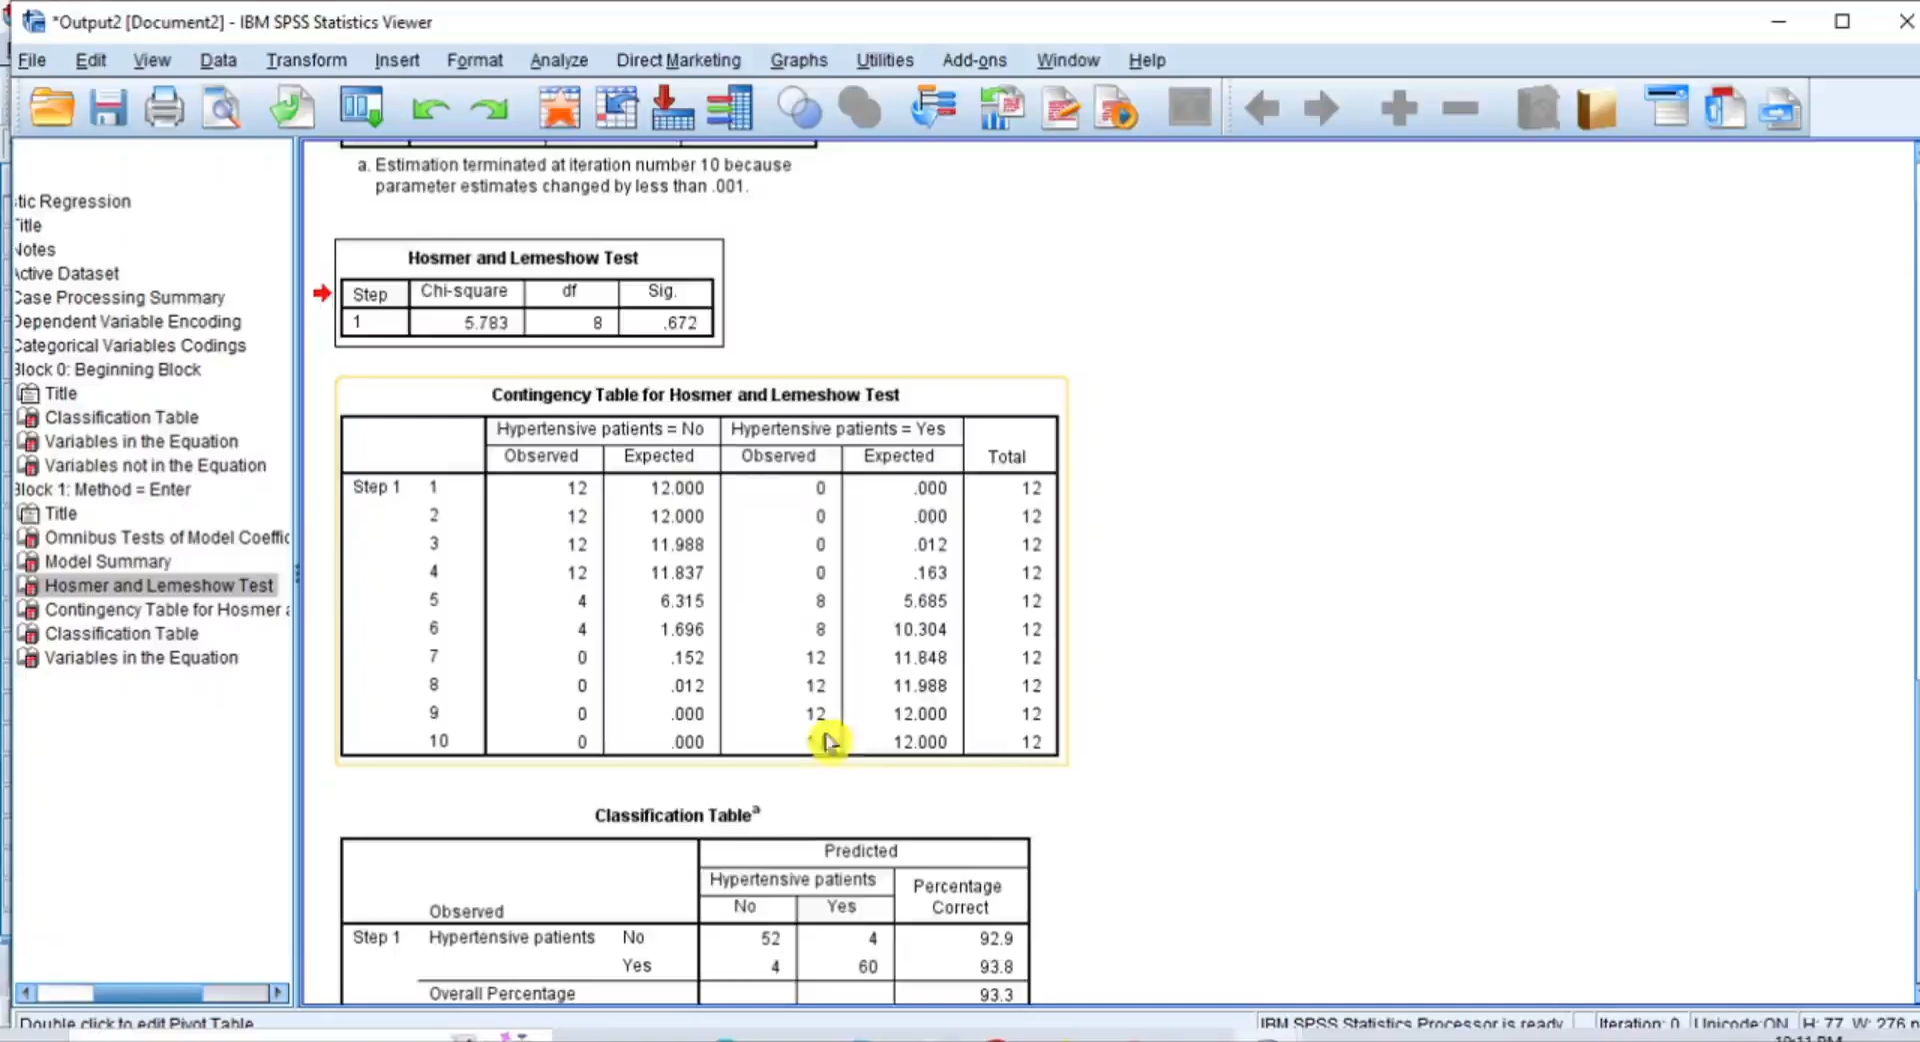 *Output2 [Document2] - IBM SPSS Statistics Viewer
File Edit View Data Transform Insert Format Analyze Direct Marketing Graphs Utilities Add-ons Window Help
tic Regression
Title
Notes
Active Dataset
Case Processing Summary
Dependent Variable Encoding
Categorical Variables Codings
Block 0: Beginning Block
Title
Classification Table
Variables in the Equation
Variables not in the Equation
Block 1: Method = Enter
Title
Omnibus Tests of Model Coeffic
Model Summary
Hosmer and Lemeshow Test
Contingency Table for Hosmer a
Classification Table
Variables in the Equation
a. Estimation terminated at iteration number 10 because
parameter estimates changed by less than .001.
Hosmer and Lemeshow Test
Step Chi-square df Sig.
1 5.783 8 .672
Contingency Table for Hosmer and Lemeshow Test
Hypertensive patients = No Hypertensive patients = Yes
Observed Expected Observed Expected Total
Step 1 1 12 12.000 0 .000 12
2 12 12.000 0 .000 12
3 12 11.988 0 .012 12
4 12 11.837 0 .163 12
5 4 6.315 8 5.685 12
6 4 1.696 8 10.304 12
7 0 .152 12 11.848 12
8 0 .012 12 11.988 12
9 0 .000 12 12.000 12
10 0 .000 12.000 12
Classification Tableª
Predicted
Hypertensive patients Percentage
Correct
Observed No Yes
Step 1 Hypertensive patients No 52 4 92.9
Yes 4 60 93.8
Overall Percentage 93.3
Double click to edit Pivot Table
IBM SPSS Statistics Processor is ready Iteration: 0 Unicode:ON H: 77, W: 276 p
10:11 PM